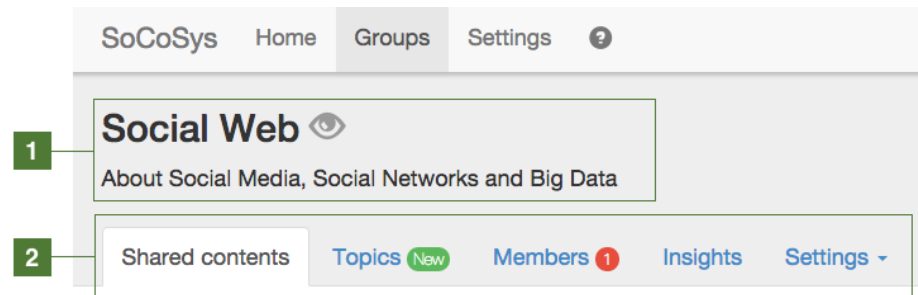 SoCoSys Home Groups Settings ?
1
Social Web
About Social Media, Social Networks and Big Data
2
Shared contents Topics New Members 1 Insights Settings